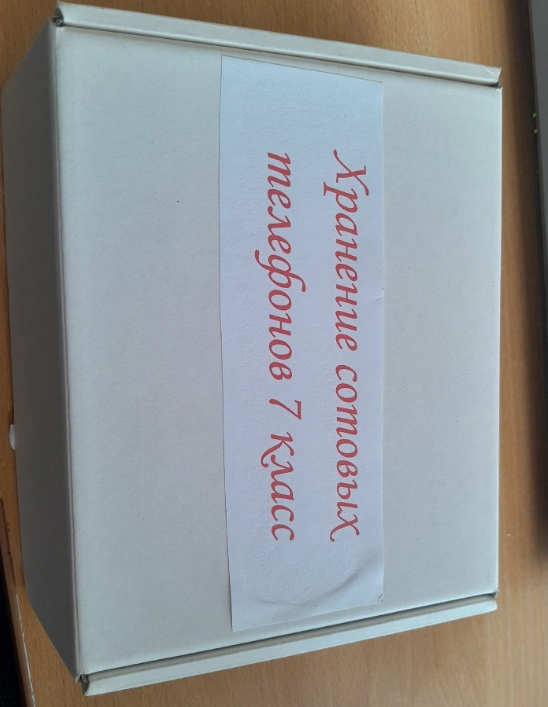 Хранение сотовых
телефонов 7 класс